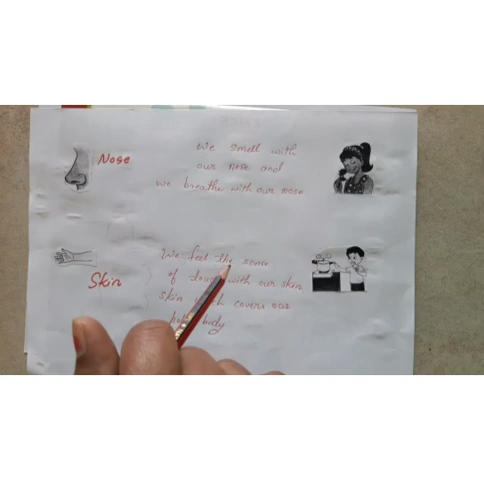 Nose
We smell with
our nose and
we breathe with our nose
Skin
We feel the sense
of with our skin
skin covers our
body